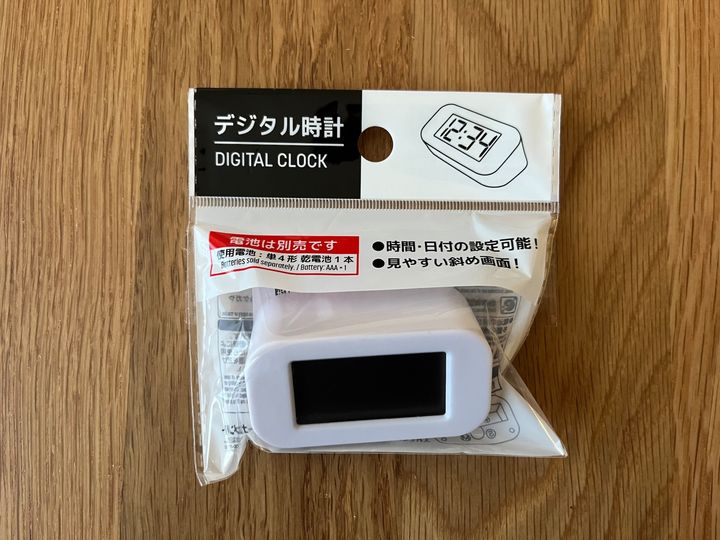 デジタル時計
DIGITAL CLOCK
12:34
電池は別売です
使用電池：単4形 乾電池1本
Batteries sold separately. / Battery: AAA・1
●時間・日付の設定可能!
●見やすい斜め画面!